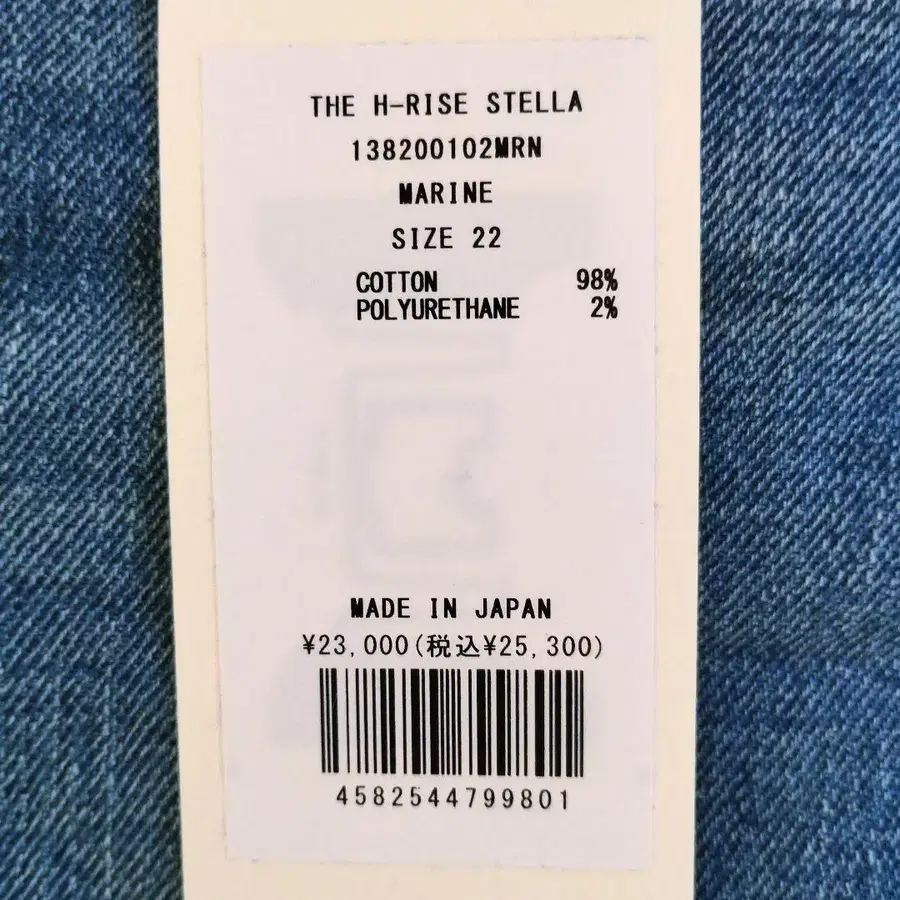 THE H-RISE STELLA
138200102MRN
MARINE
SIZE 22
COTTON 98%
POLYURETHANE 2%
MADE IN JAPAN
¥23,000(税込¥25,300)
4582544799801